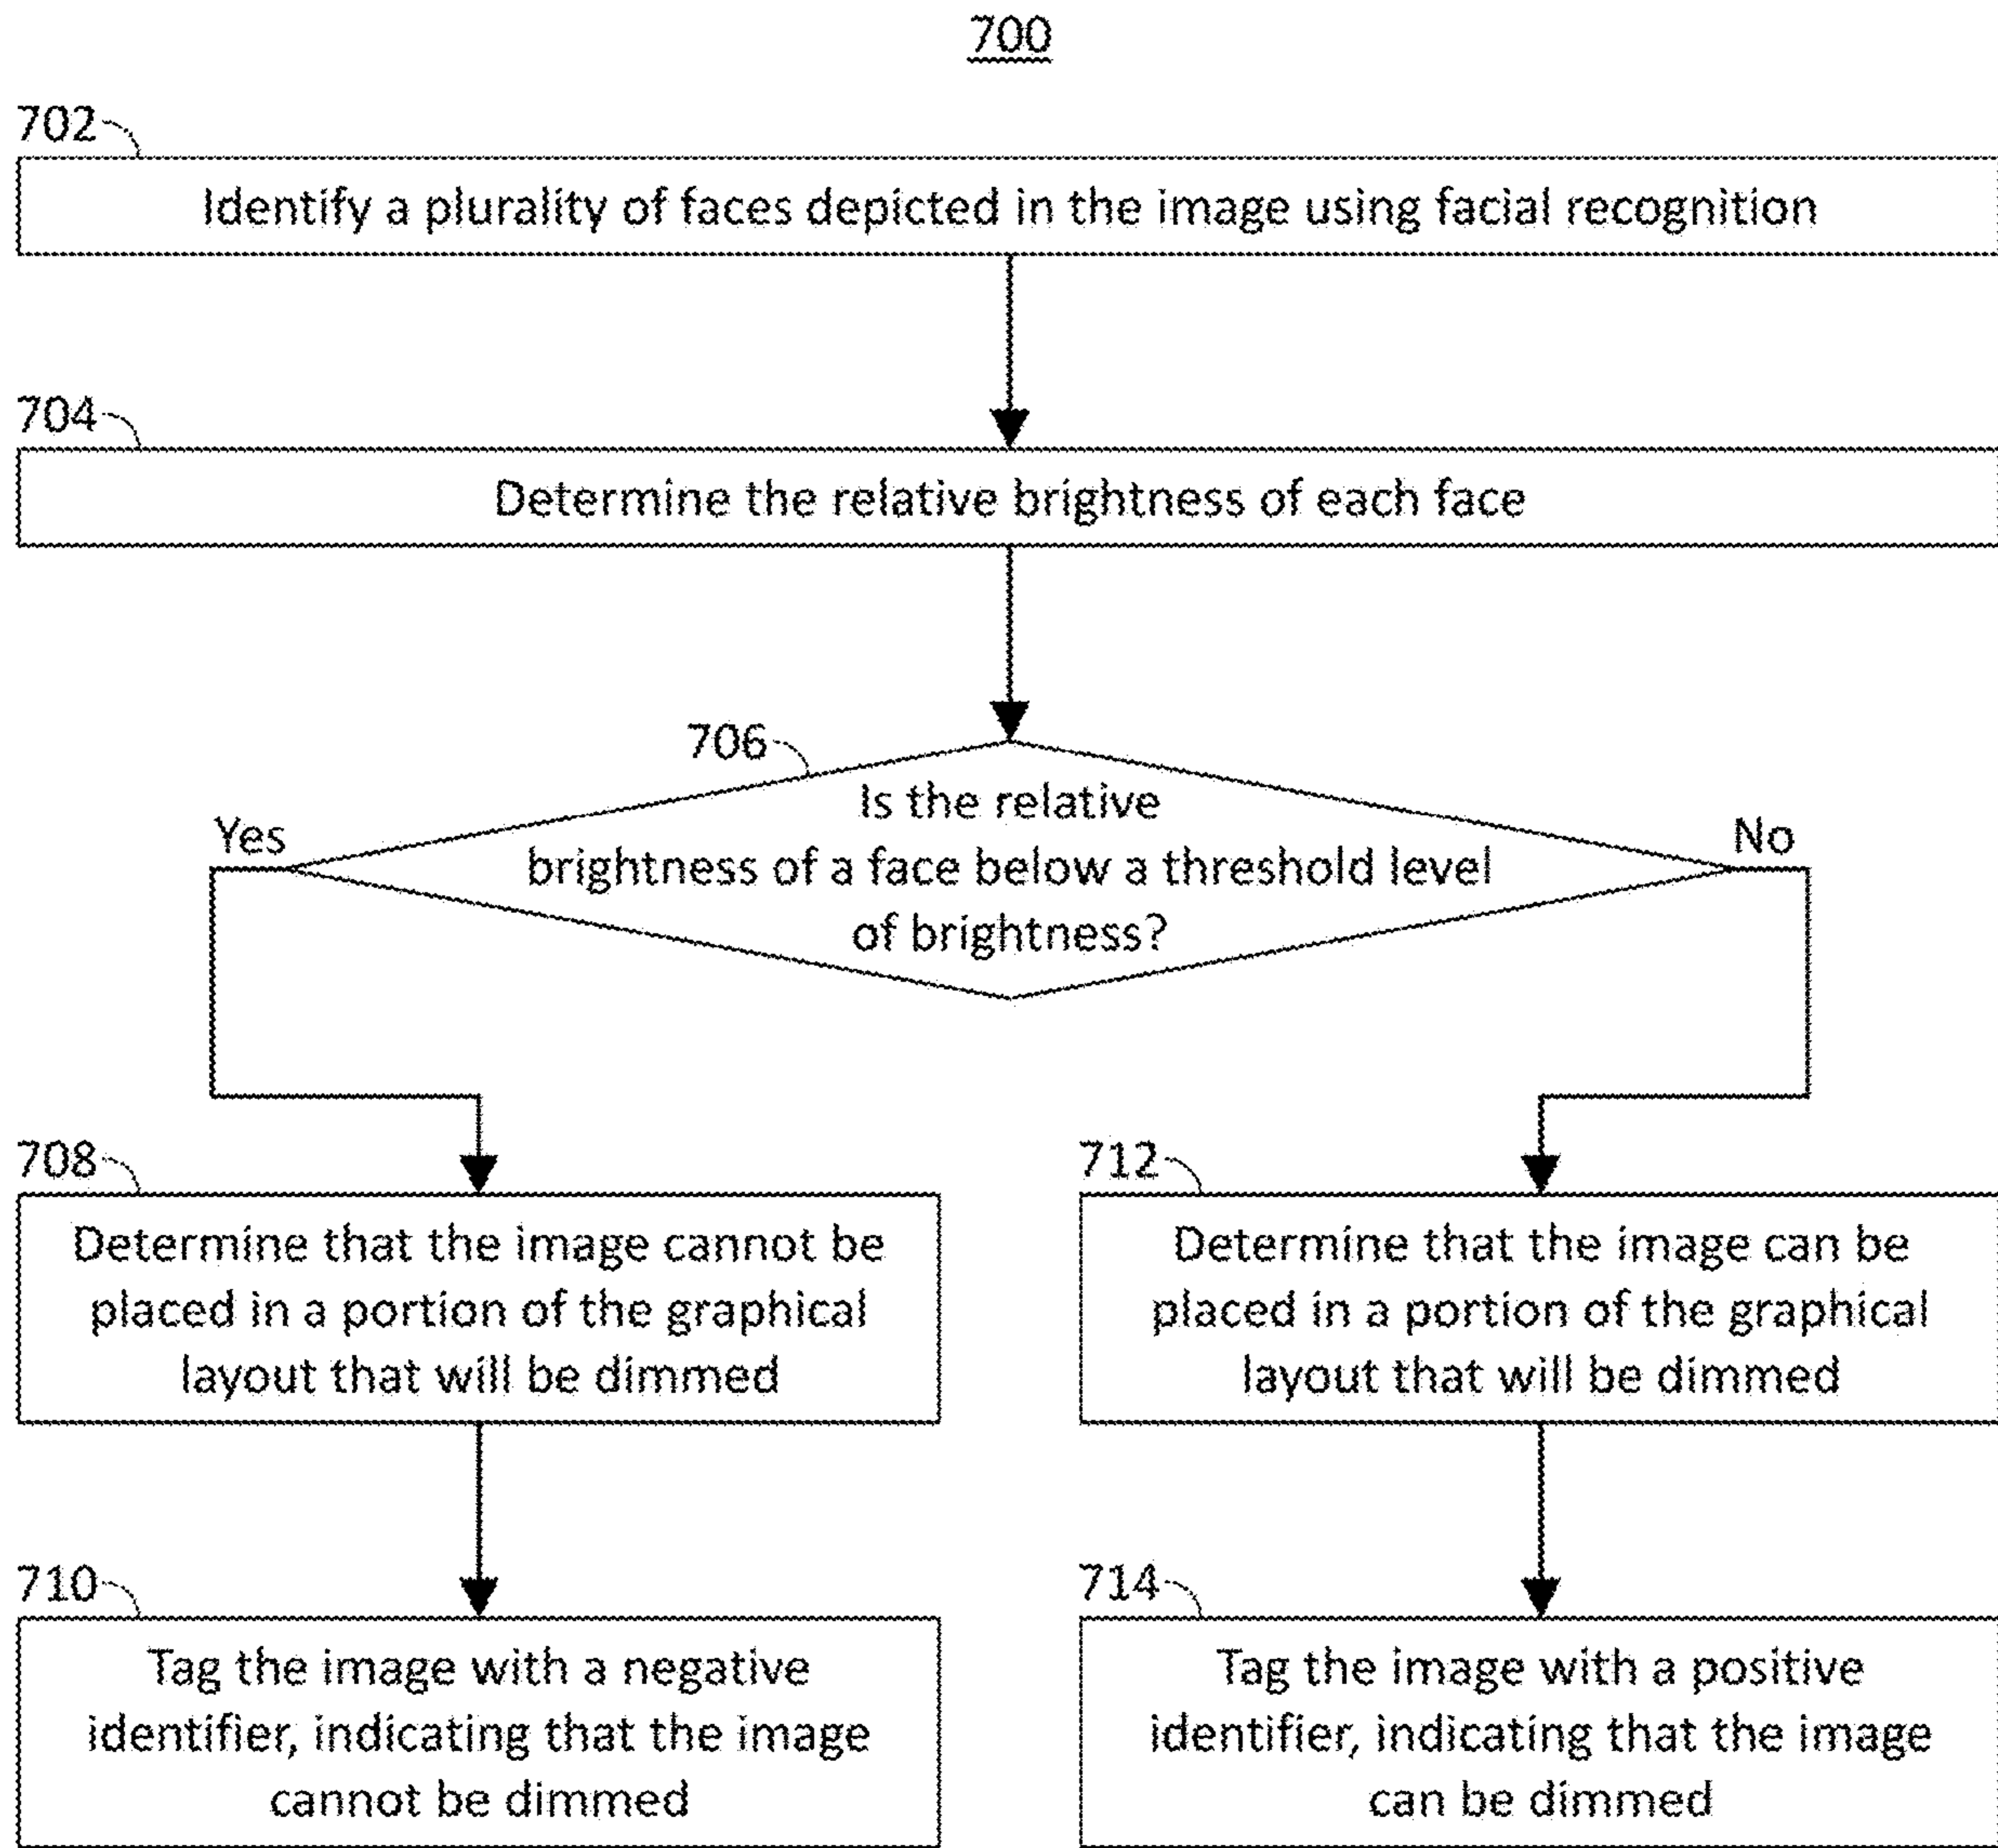 700
702
Identify a plurality of faces depicted in the image using facial recognition
704
Determine the relative brightness of each face
706
Is the relative
brightness of a face below a threshold level
of brightness?
Yes
No
708
Determine that the image cannot be
placed in a portion of the graphical
layout that will be dimmed
712
Determine that the image can be
placed in a portion of the graphical
layout that will be dimmed
710
Tag the image with a negative
identifier, indicating that the image
cannot be dimmed
714
Tag the image with a positive
identifier, indicating that the image
can be dimmed